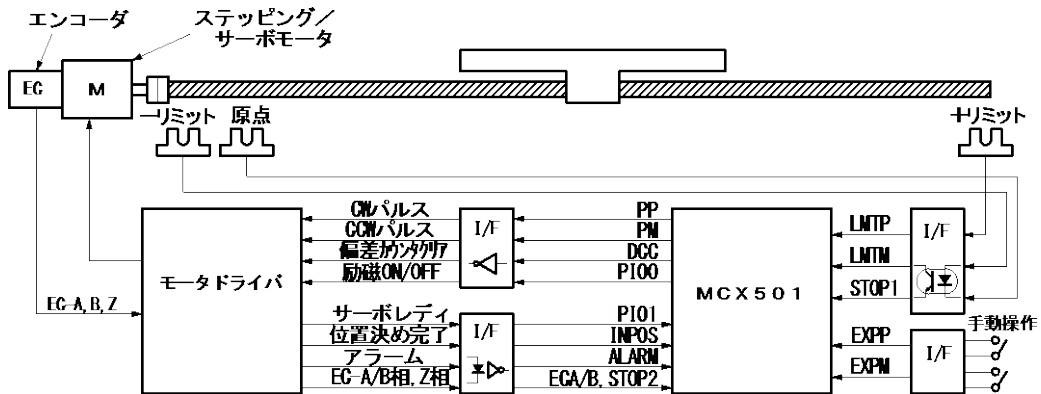 エンコーダ
ステッピング／
サーボモータ
EC
M
－リミット
原点
＋リミット
CWパルス
CCWパルス
偏差カウンタクリア
励磁ON/OFF
I/F
PP
PM
DCC
PIO0
モータドライバ
EC-A, B, Z
サーボレディ
位置決め完了
アラーム
EC-A/B相, Z相
I/F
PIO1
INPOS
ALARM
ECA/B, STOP2
MCX501
LMTP
LMTM
STOP1
I/F
EXPP
EXPM
I/F
手動操作